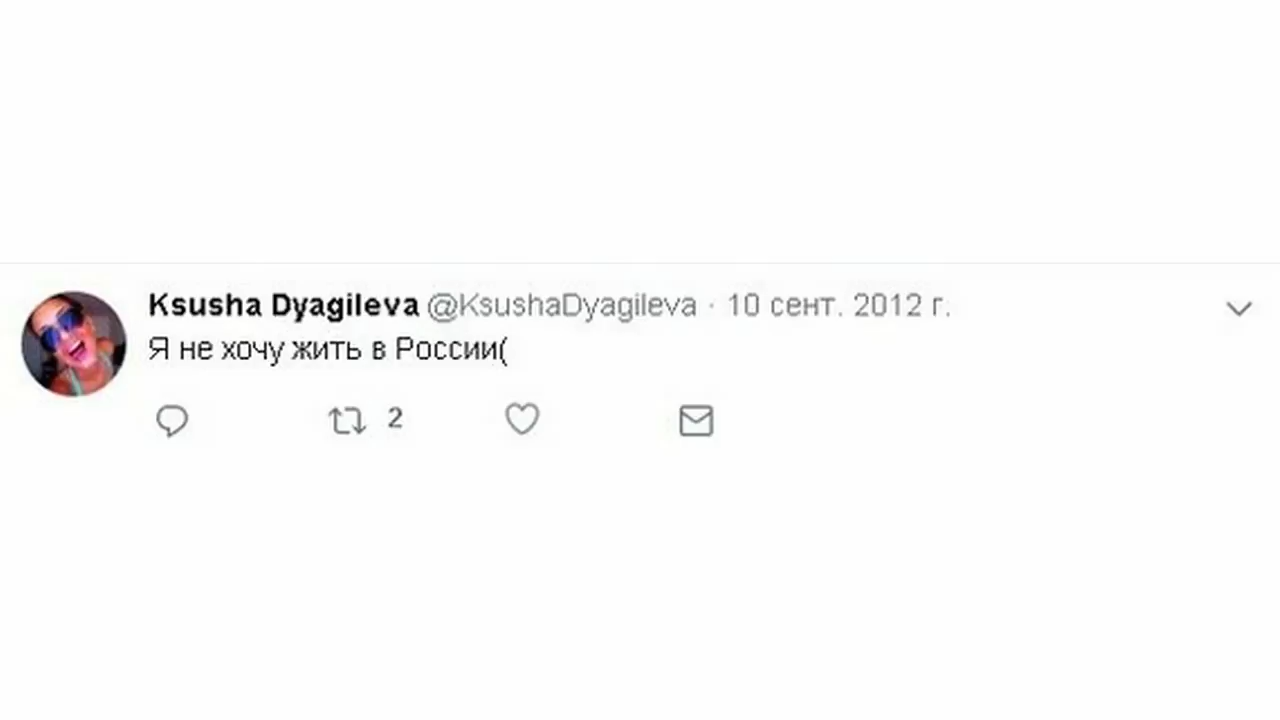 Ksusha Dyagileva @KsushaDyagileva · 10 сент. 2012 г.
Я не хочу жить в России(
2